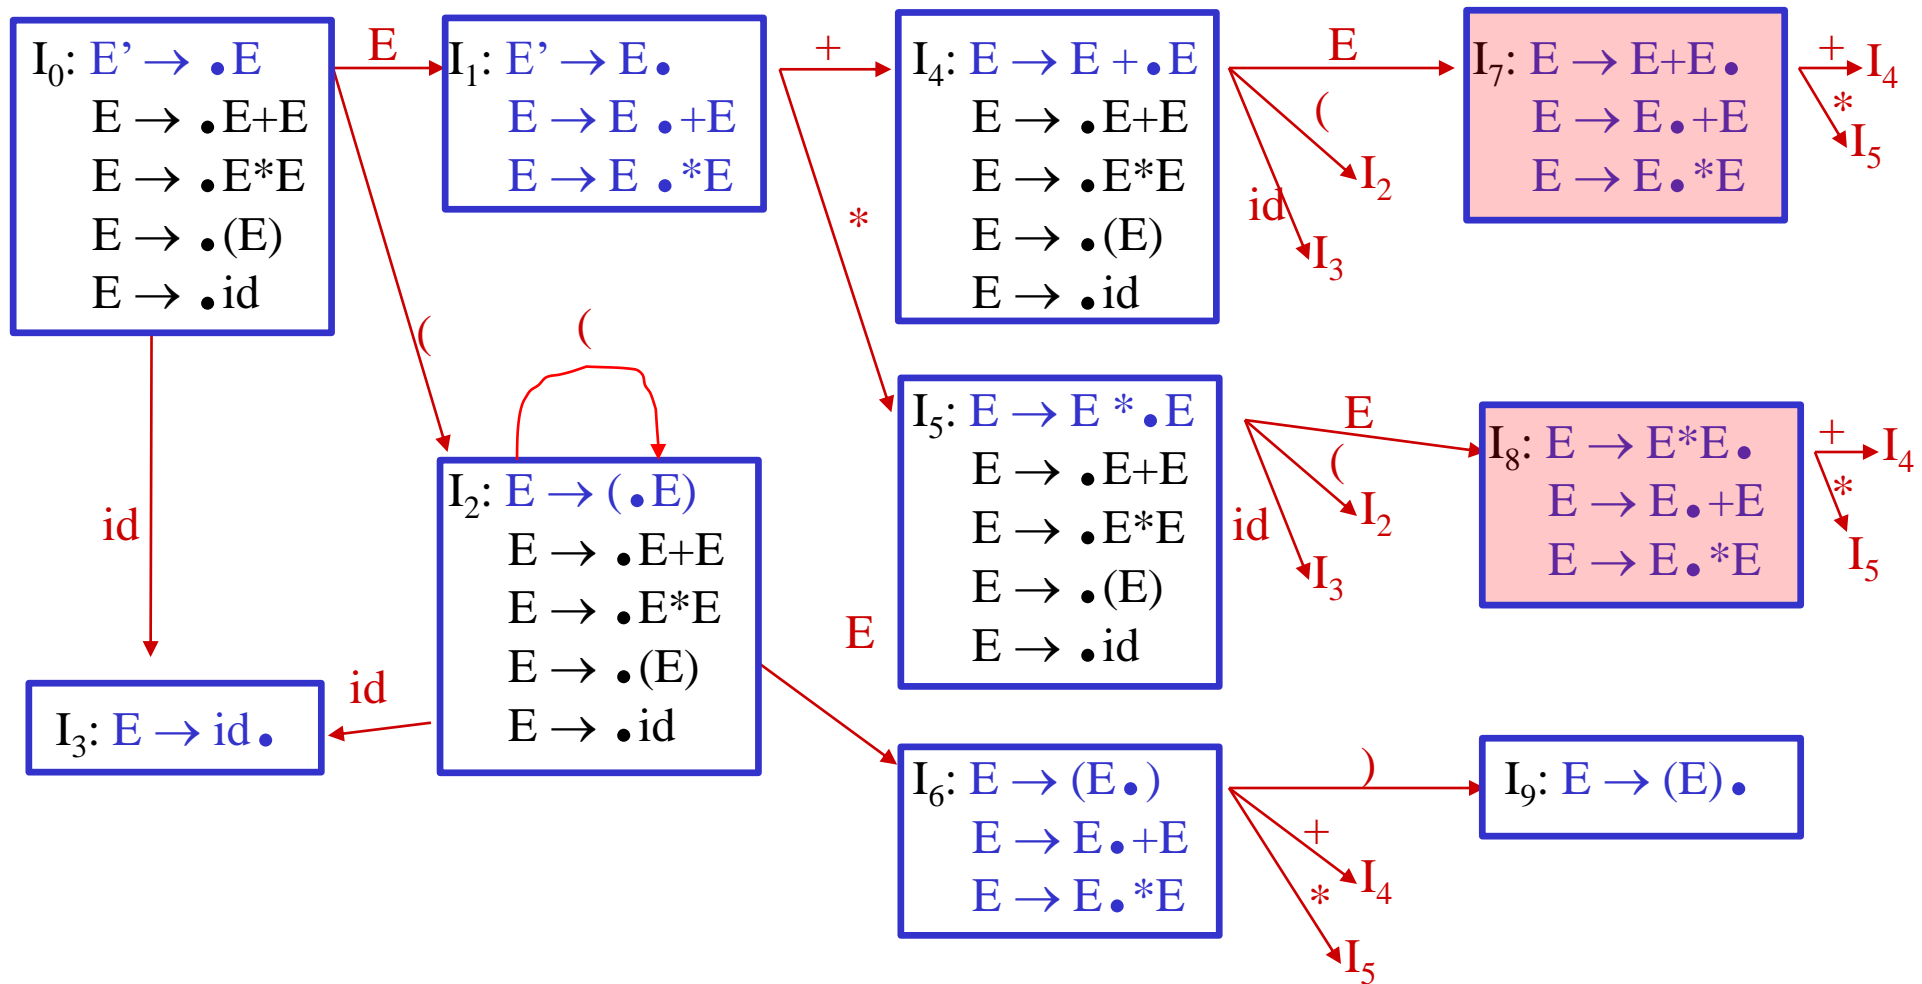 I₀: E’ → •E
E → •E+E
E → •E*E
E → •(E)
E → •id
E
(
id
I₁: E’ → E•
E → E •+E
E → E •*E
+
*
I₄: E → E + •E
E → •E+E
E → •E*E
E → •(E)
E → •id
E
(
I₂
id
I₃
I₇: E → E+E•
E → E•+E
E → E•*E
+
I₄
*
I₅
(
I₂: E → (•E)
E → •E+E
E → •E*E
E → •(E)
E → •id
id
E
I₃: E → id•
I₅: E → E *•E
E → •E+E
E → •E*E
E → •(E)
E → •id
E
(
I₂
id
I₃
I₈: E → E*E•
E → E•+E
E → E•*E
+
I₄
*
I₅
I₆: E → (E•)
E → E•+E
E → E•*E
)
+
I₄
*
I₅
I₉: E → (E)•